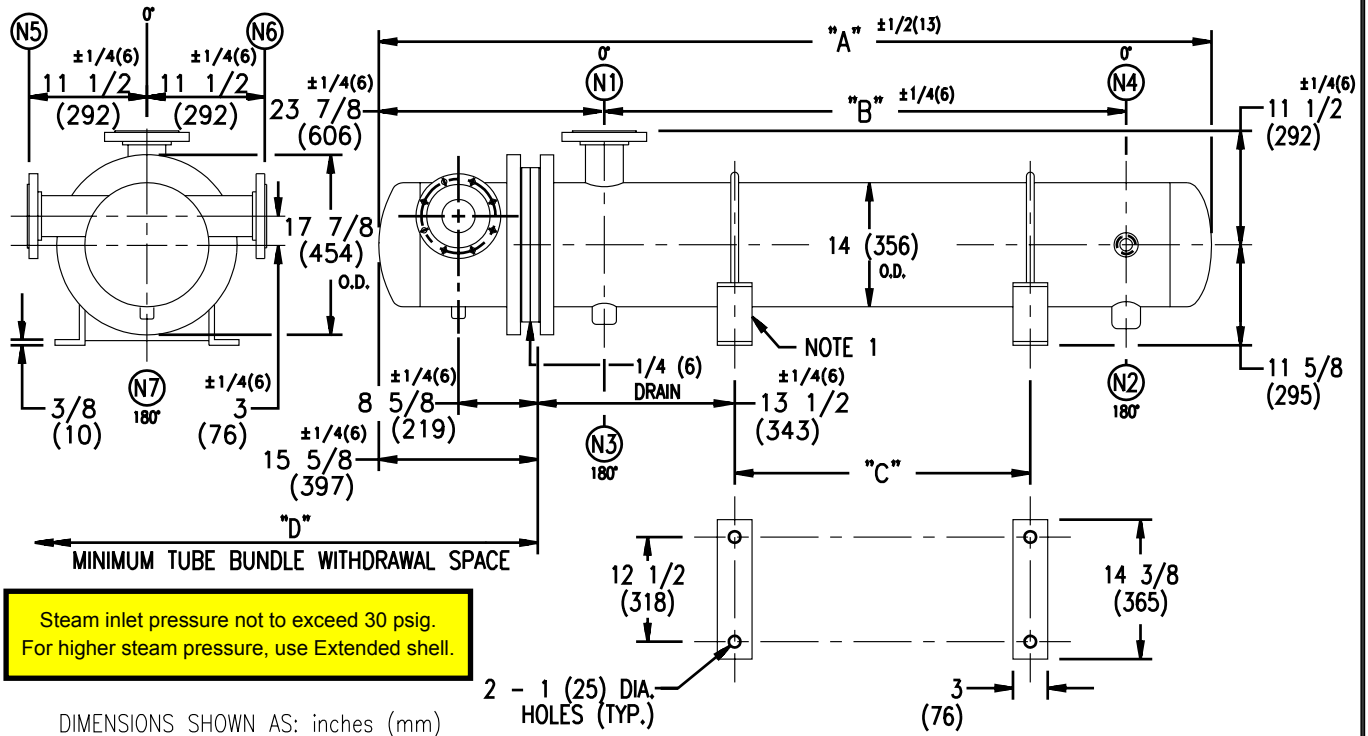 N5
0°
N6
±1/4(6)
11 1/2
(292)
±1/4(6)
11 1/2
(292)
±1/4(6)
23 7/8
(606)
"A" ±1/2(13)
0°
N1
"B" ±1/4(6)
0°
N4
±1/4(6)
11 1/2
(292)
17 7/8
(454)
O.D.
14 (356)
O.D.
NOTE 1
3/8
(10)
N7
180°
±1/4(6)
3
(76)
±1/4(6)
8 5/8
(219)
1/4 (6)
DRAIN
±1/4(6)
13 1/2
(343)
N2
180°
11 5/8
(295)
±1/4(6)
15 5/8
(397)
N3
180°
"C"
"D"
MINIMUM TUBE BUNDLE WITHDRAWAL SPACE
12 1/2
(318)
14 3/8
(365)
Steam inlet pressure not to exceed 30 psig.
For higher steam pressure, use Extended shell.
2 - 1 (25) DIA.
HOLES (TYP.)
3
(76)
DIMENSIONS SHOWN AS: inches (mm)